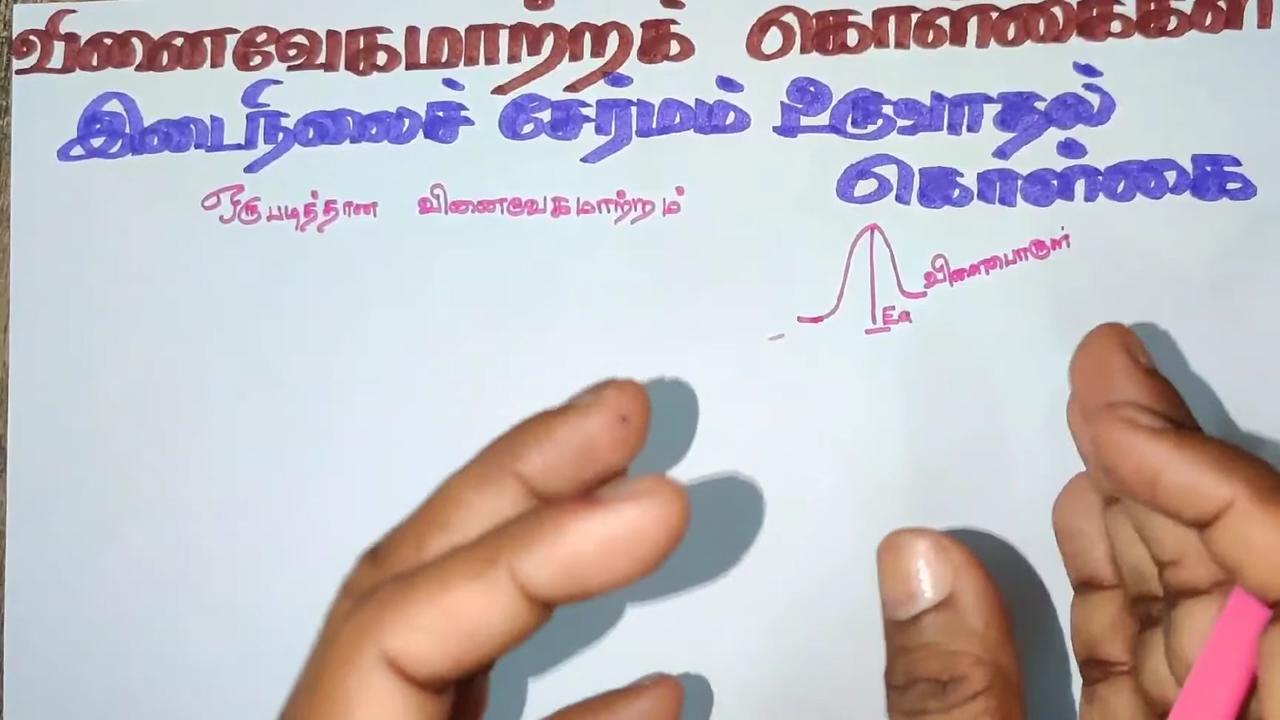 வினைவேகமாற்றக் கொள்கைகள்
இடைநிலைச் சேர்மம் உருவாதல்
கொள்கை
ஒருபடித்தான வினைவேகமாற்றம்
வினைபொருள்
Ea